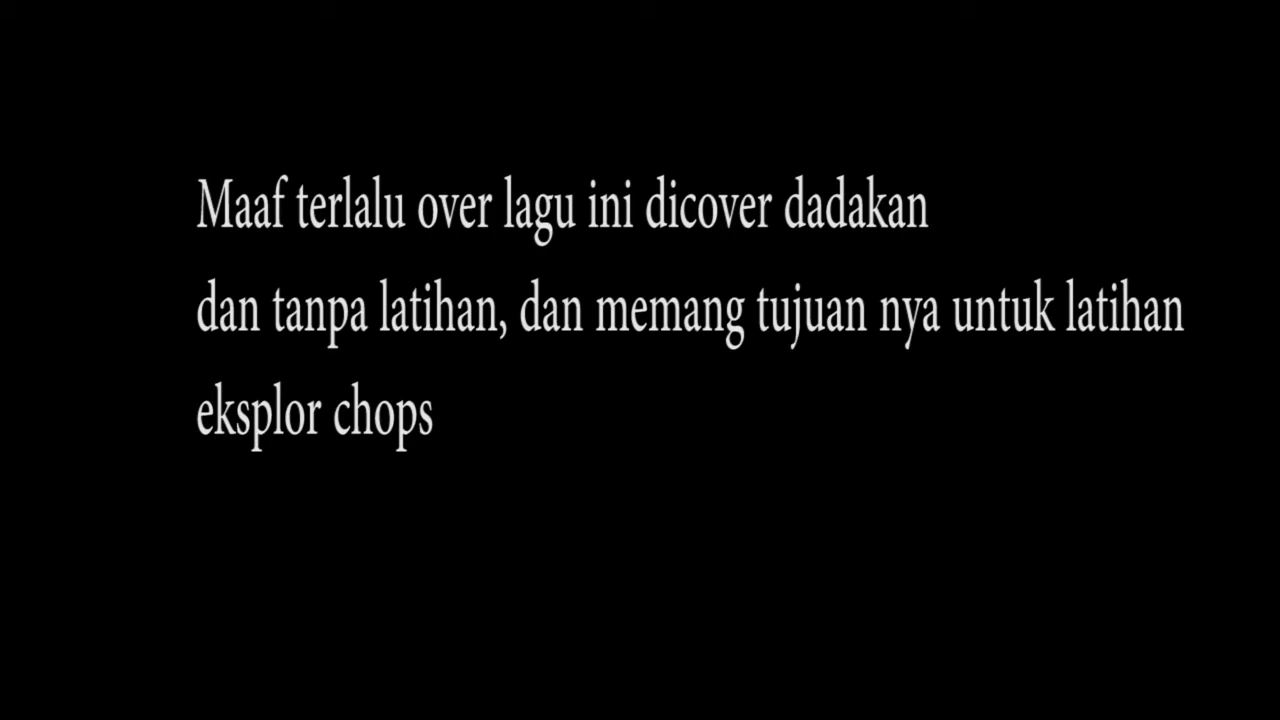 Maaf terlalu over lagu ini dicover dadakan
dan tanpa latihan, dan memang tujuan nya untuk latihan
eksplor chops